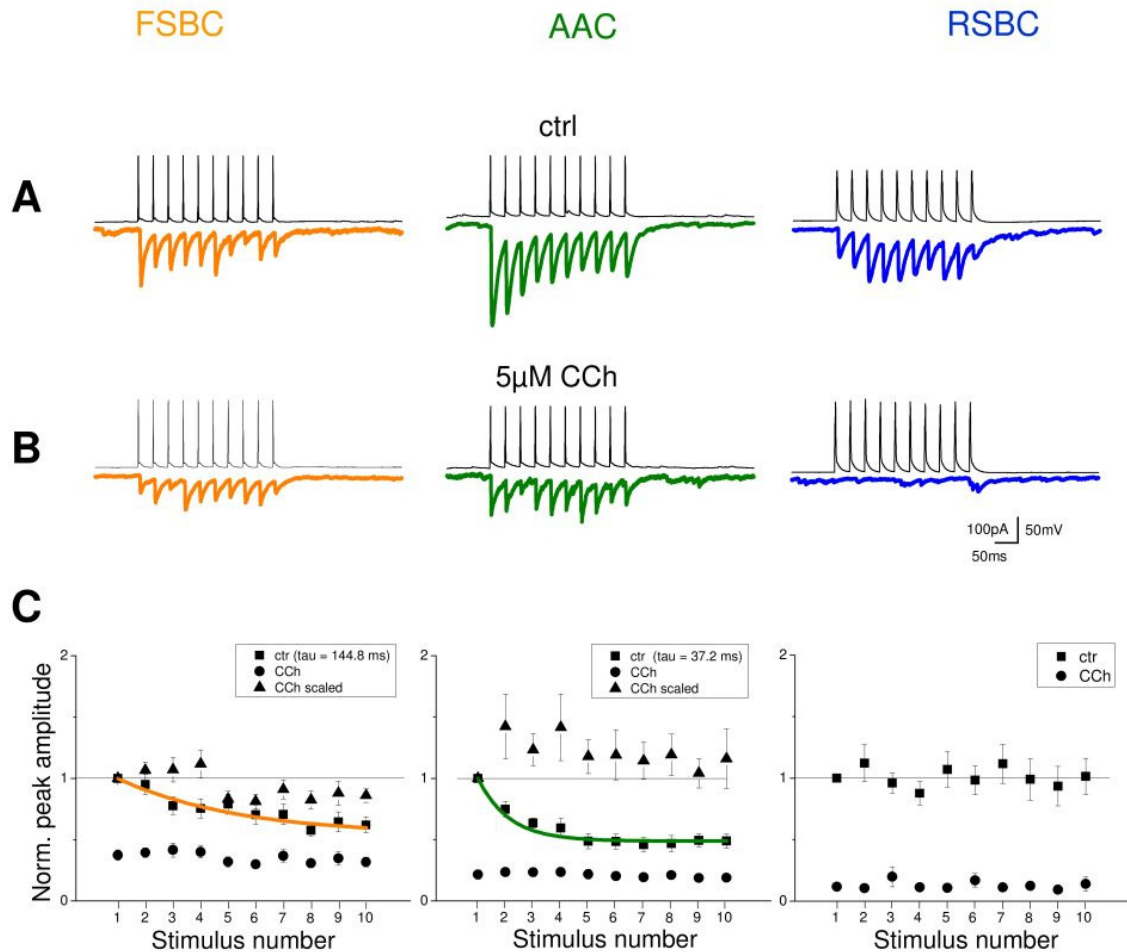 FSBC AAC RSBC
ctrl
A
5µM CCh
B
100pA 50mV
50ms
C
Norm. peak amplitude
2
1
0
ctr (tau = 144.8 ms)
CCh
CCh scaled
1 2 3 4 5 6 7 8 9 10
Stimulus number
2
1
0
ctr (tau = 37.2 ms)
CCh
CCh scaled
1 2 3 4 5 6 7 8 9 10
Stimulus number
2
1
0
ctr
CCh
1 2 3 4 5 6 7 8 9 10
Stimulus number